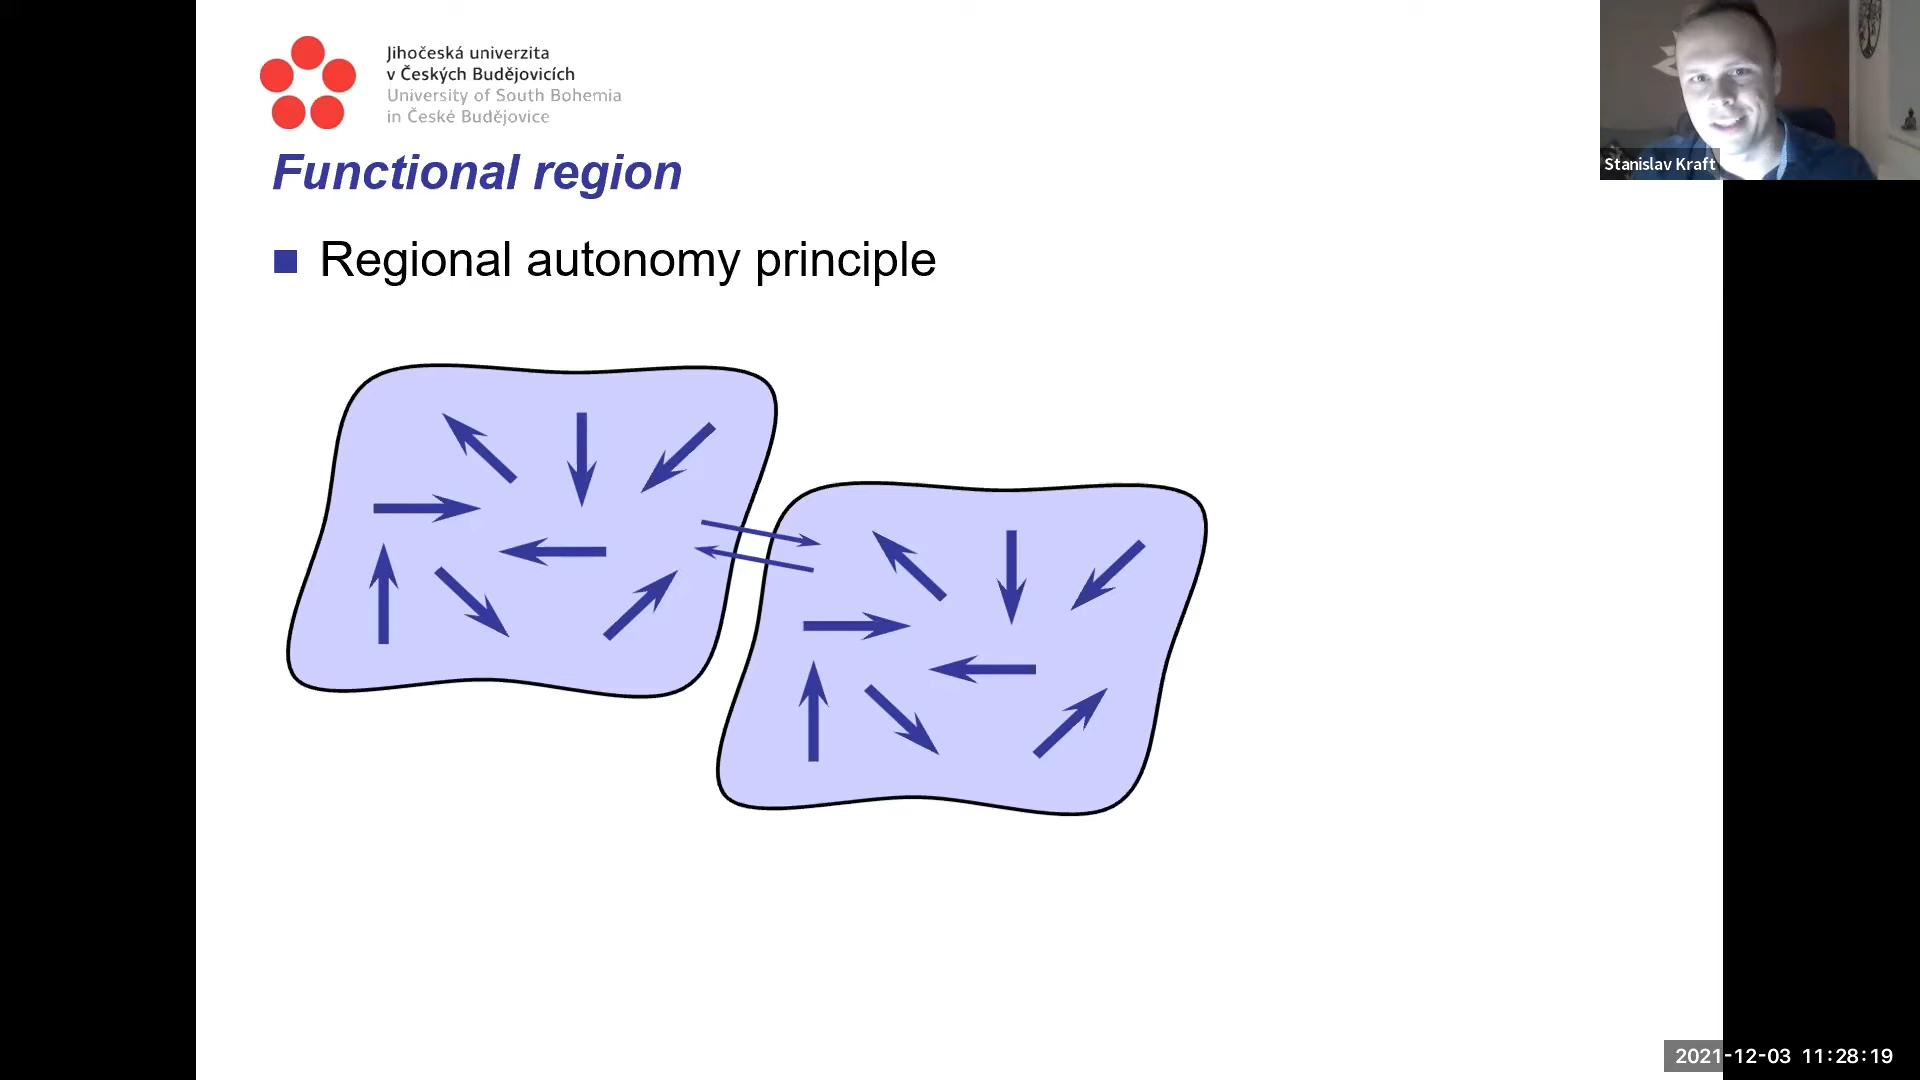 Jihočeská univerzita
v Českých Budějovicích
University of South Bohemia
in České Budějovice
Functional region
Regional autonomy principle
Stanislav Kraft
2021-12-03 11:28:19